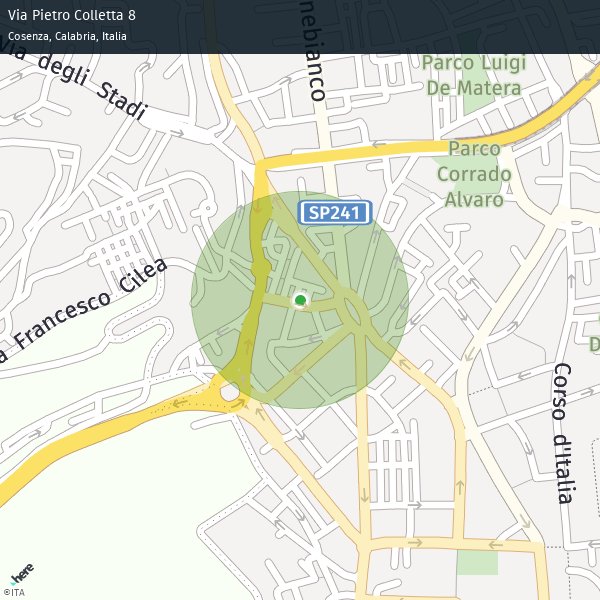 Via Pietro Colletta 8
Cosenza, Calabria, Italia
Via degli Stadi
nebianco
Parco Luigi
De Matera
Parco
Corrado
Alvaro
SP241
a Francesco Cilea
D
Corso d'Italia
here
©ITA